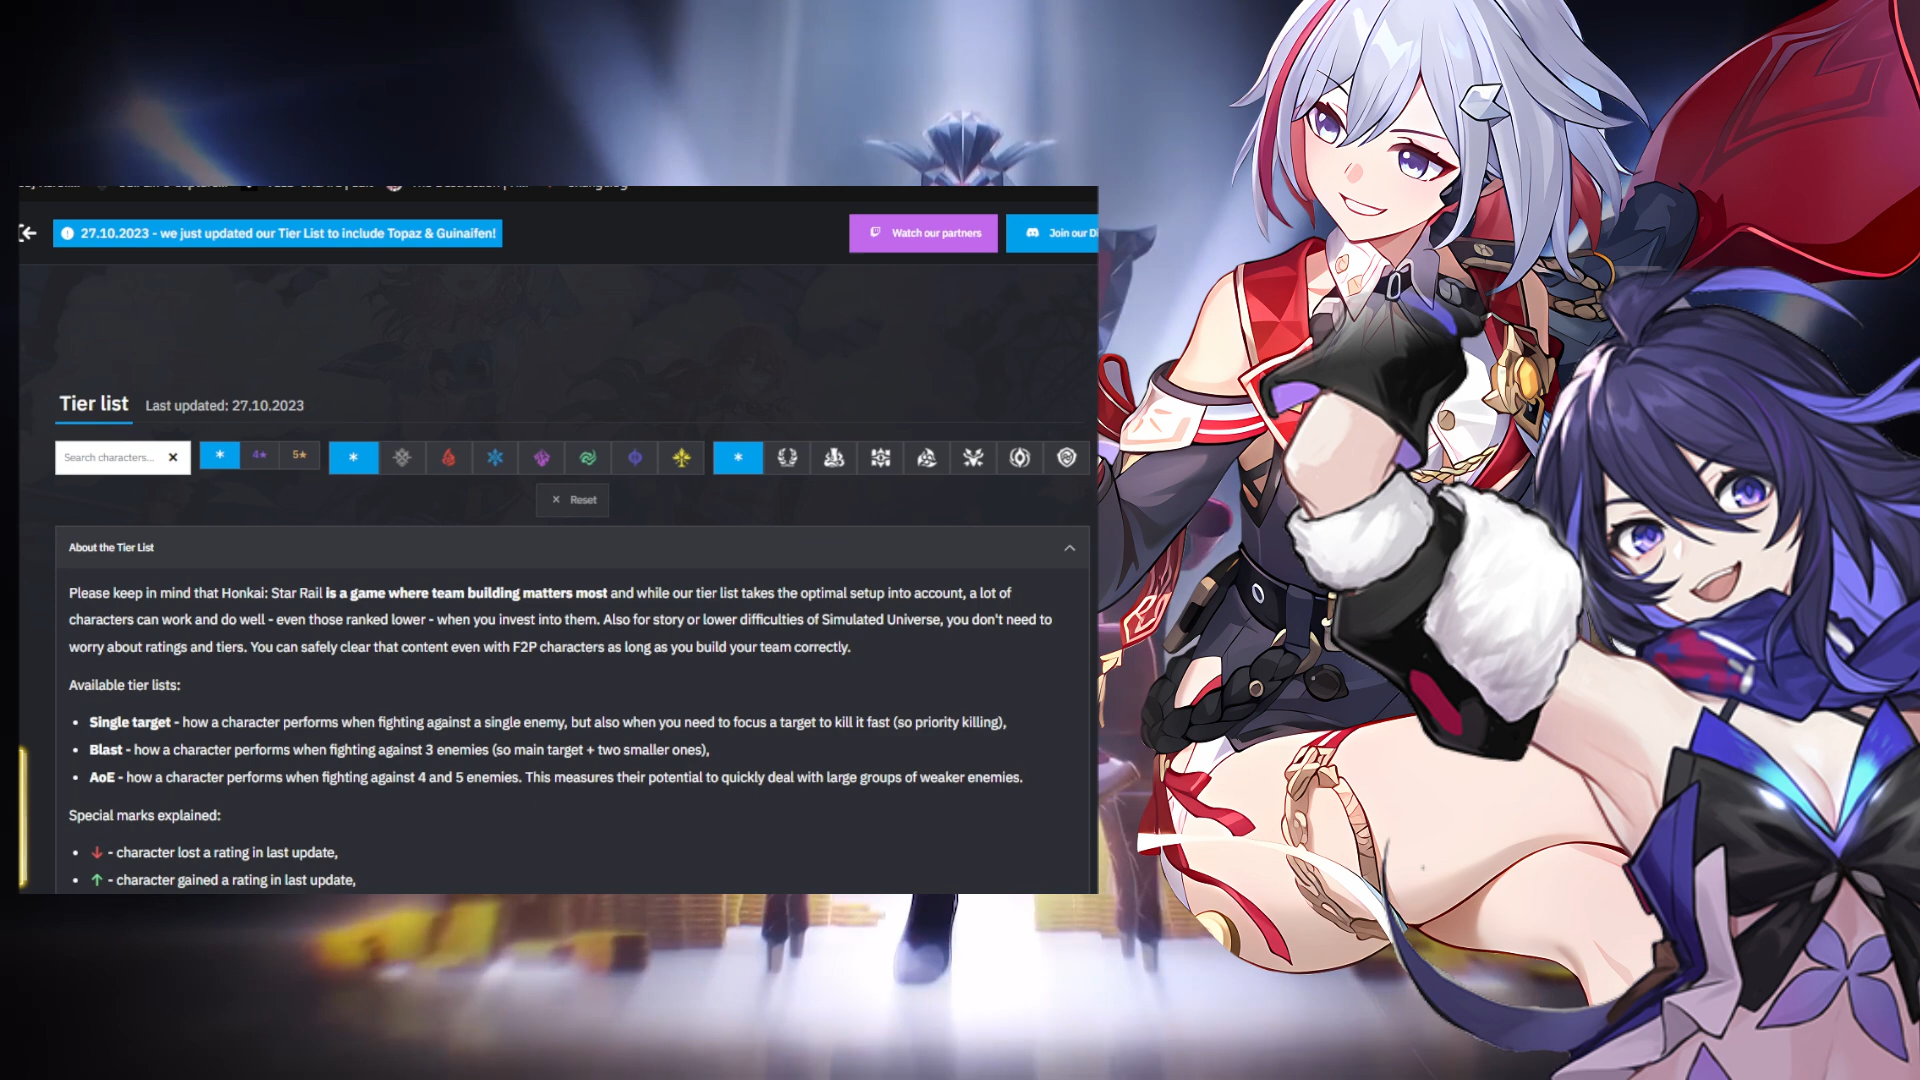 27.10.2023 - we just updated our Tier List to include Topaz & Guinaifen!
Watch our partners
Join our Di
Tier list
Last updated: 27.10.2023
Search characters...
4★
5★
Reset
About the Tier List
Please keep in mind that Honkai: Star Rail is a game where team building matters most and while our tier list takes the optimal setup into account, a lot of
characters can work and do well - even those ranked lower - when you invest into them. Also for story or lower difficulties of Simulated Universe, you don't need to
worry about ratings and tiers. You can safely clear that content even with F2P characters as long as you build your team correctly.
Available tier lists:
• Single target - how a character performs when fighting against a single enemy, but also when you need to focus a target to kill it fast (so priority killing),
• Blast - how a character performs when fighting against 3 enemies (so main target + two smaller ones),
• AoE - how a character performs when fighting against 4 and 5 enemies. This measures their potential to quickly deal with large groups of weaker enemies.
Special marks explained:
• ↓ - character lost a rating in last update,
• ↑ - character gained a rating in last update,